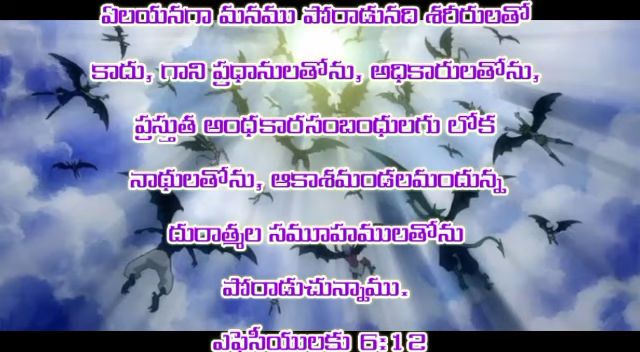 ఏలయనగా మనము పోరాడునది శరీరులతో
కాదు, గాని ప్రధానులతోను, అధికారులతోను,
ప్రస్తుత అంధకారసంబంధులగు లోక
నాథులతోను, ఆకాశమండలమందున్న
దురాత్మల సమూహములతోను
పోరాడుచున్నాము.
ఎఫెసీయులకు 6:12